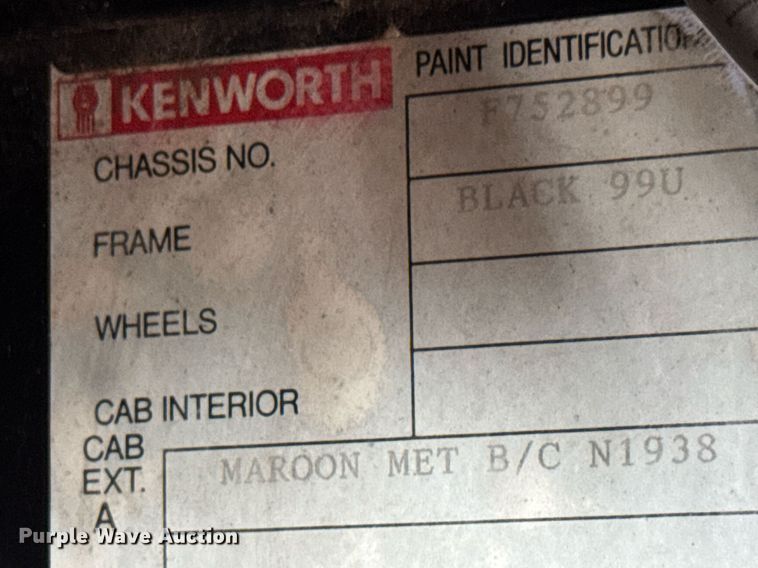 KENWORTH PAINT IDENTIFICATION
CHASSIS NO. F752899
FRAME BLACK 99U
WHEELS
CAB INTERIOR
CAB EXT. A MAROON MET B/C N1938
Purple Wave Auction